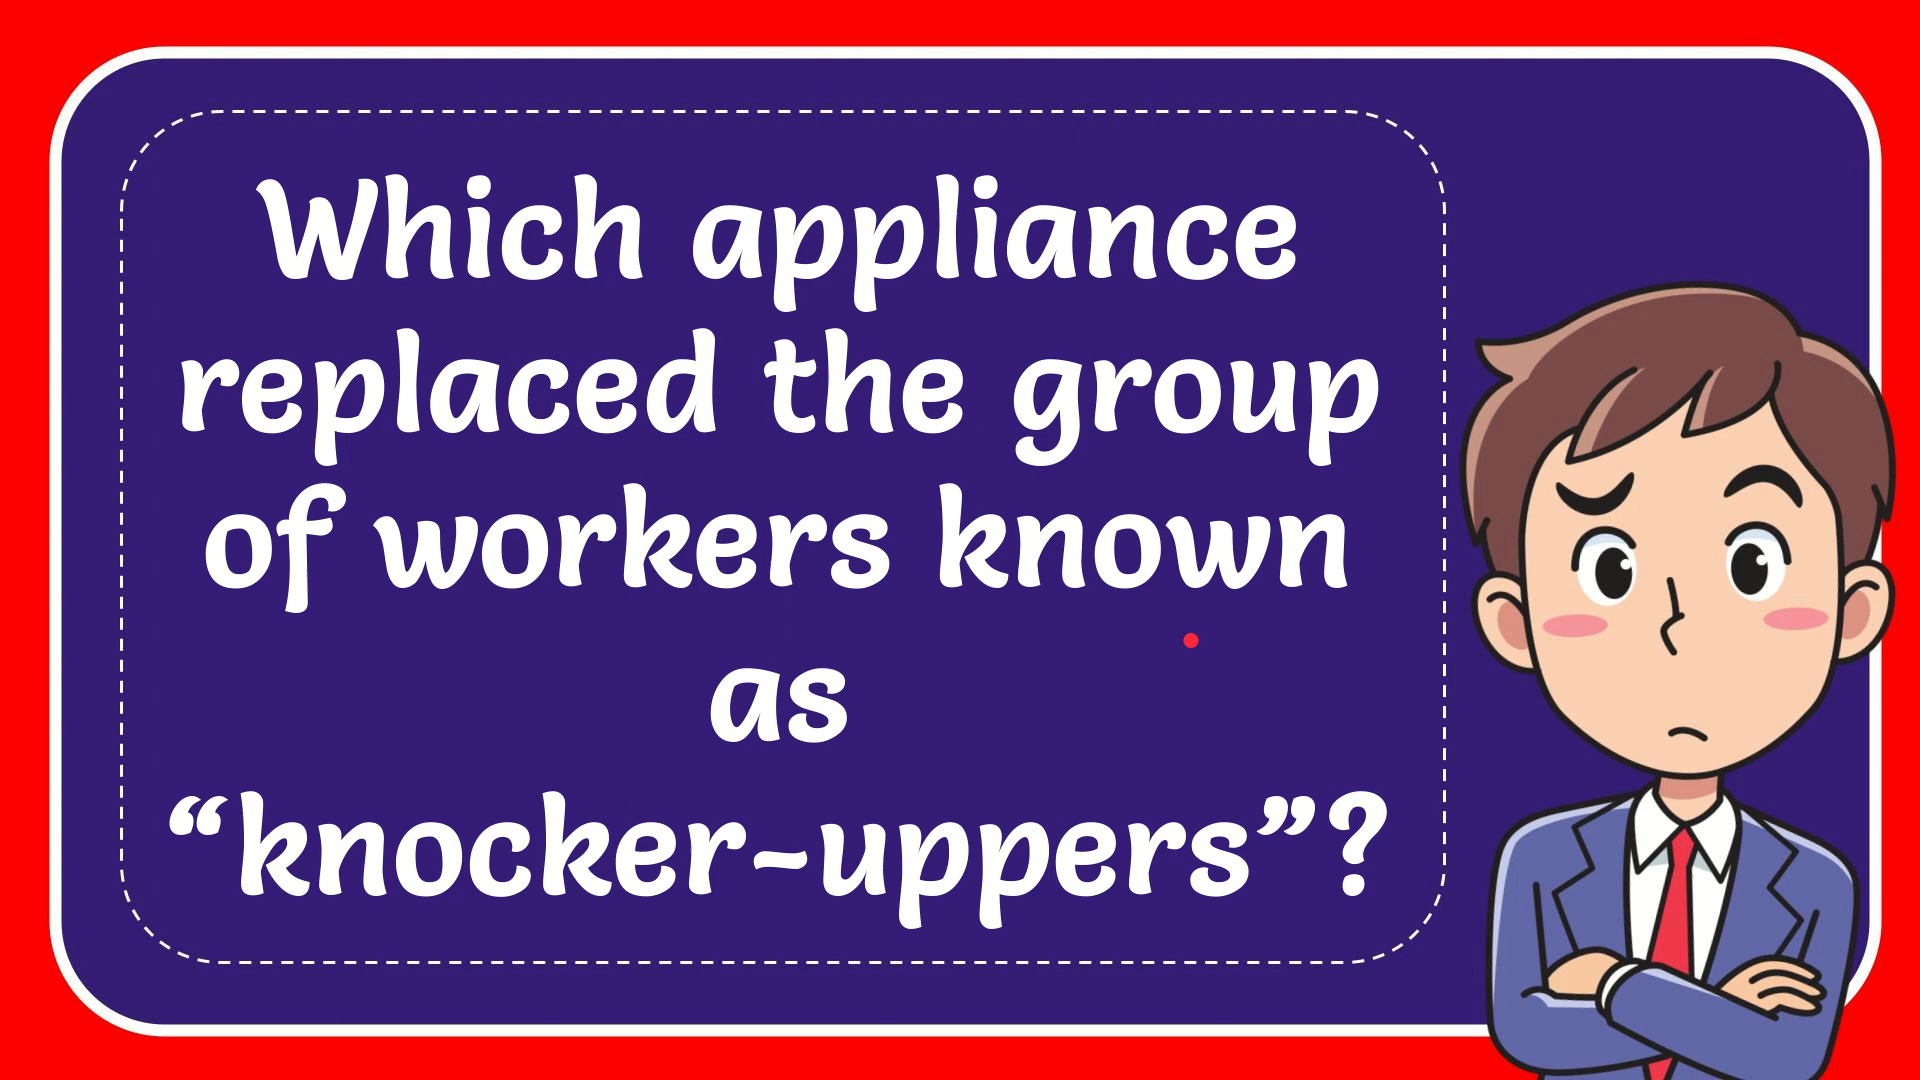 Which appliance
replaced the group
of workers known
as
“knocker-uppers”?